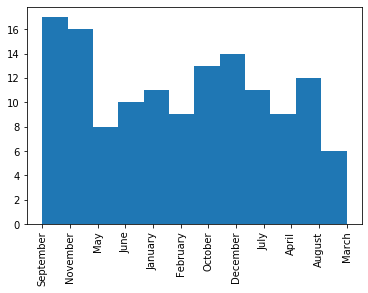 16
14
12
10
8
6
4
2
0
September
November
May
June
January
February
October
December
July
April
August
March